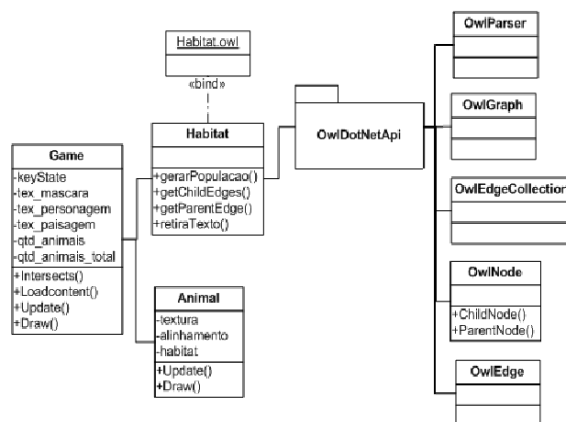 Habitat.owl
«bind»
Habitat
+gerarPopulacao()
+getChildEdges()
+getParentEdge()
+retiraTexto()
Game
-keyState
-tex_mascara
-tex_personagem
-tex_paisagem
-qtd_animais
-qtd_animais_total
+Intersects()
+Loadcontent()
+Update()
+Draw()
Animal
-textura
-alinhamento
-habitat
+Update()
+Draw()
OwlDotNetApi
OwlParser
OwlGraph
OwlEdgeCollection
OwlNode
+ChildNode()
+ParentNode()
OwlEdge